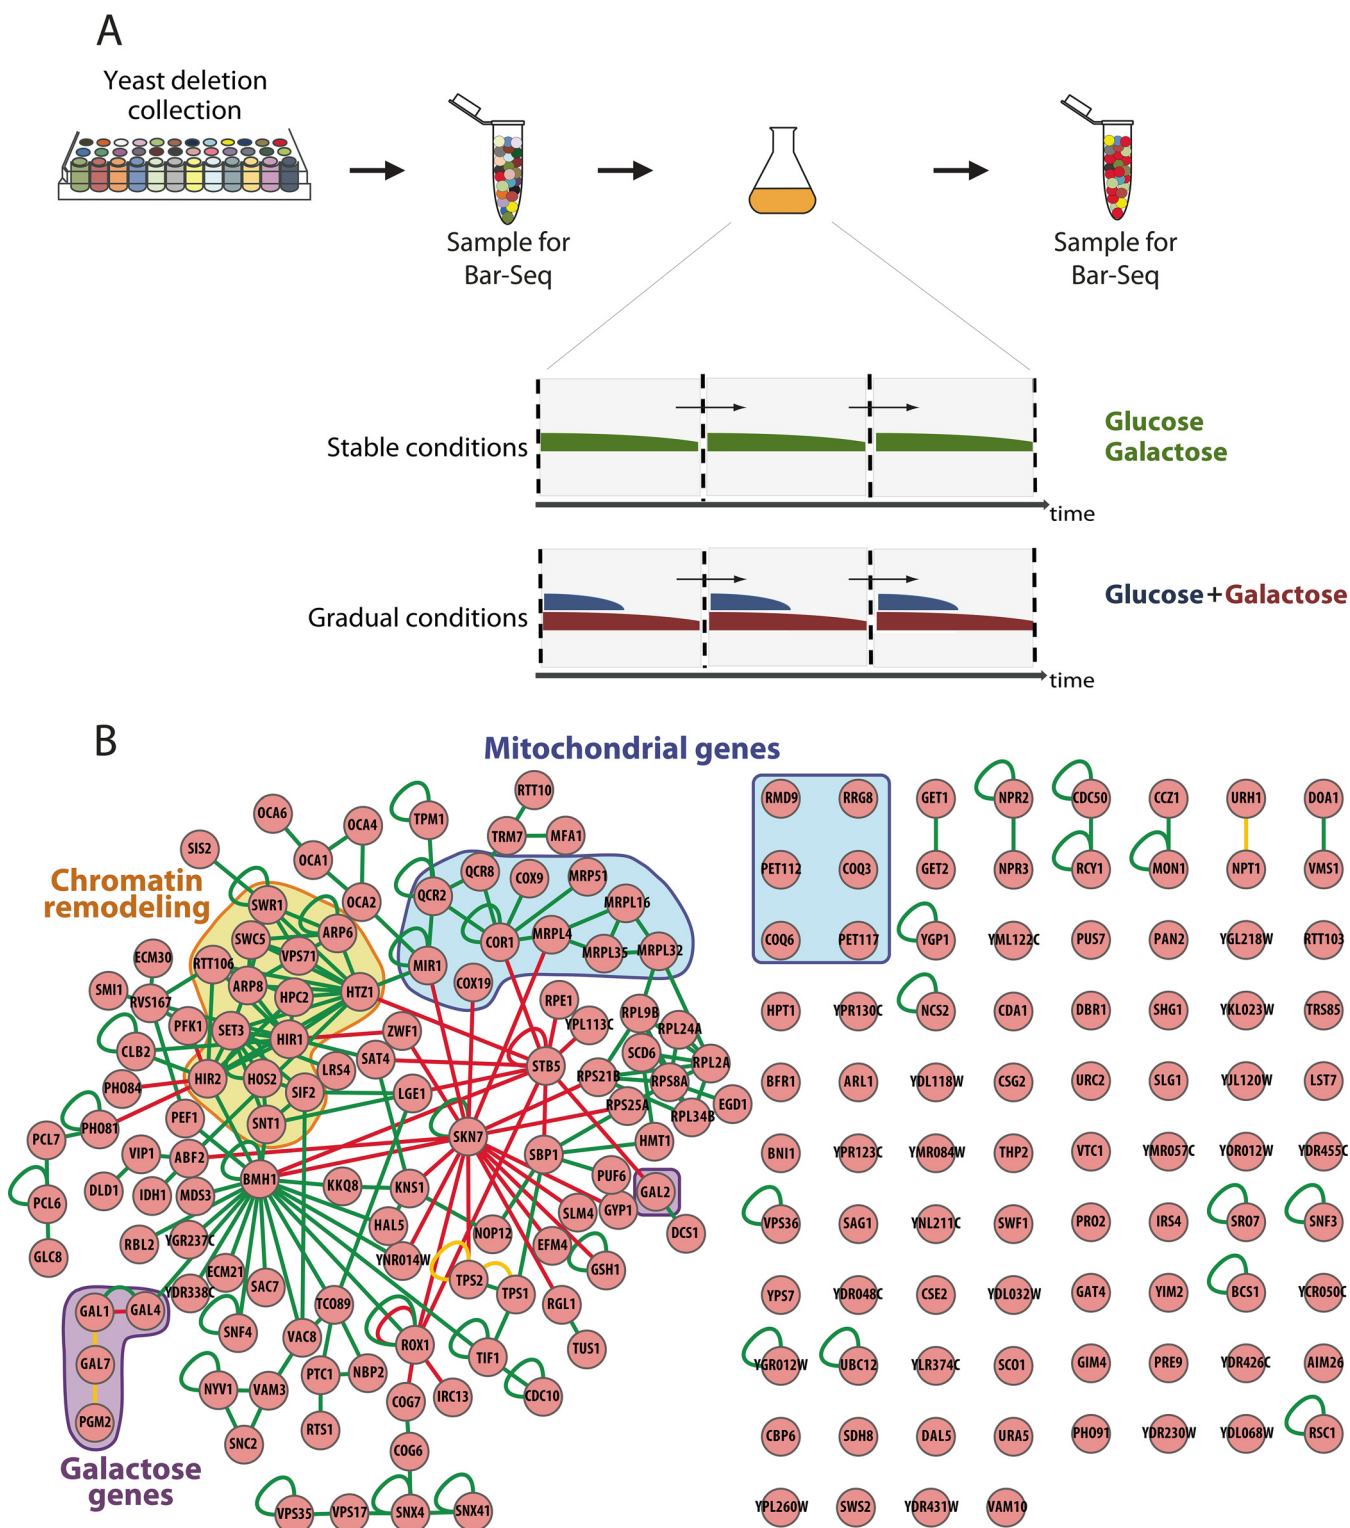 A
Yeast deletion
collection
Sample for
Bar-Seq
Sample for
Bar-Seq
Stable conditions
Glucose
Galactose
time
Gradual conditions
Glucose+Galactose
time
B
Mitochondrial genes
Chromatin
remodeling
Galactose
genes
RTT10
OCA6
OCA4
TPM1
TRM7
MFA1
SIS2
OCA1
QCR8
COX9
MRP51
SWR1
OCA2
QCR2
MRPL16
SWC5
ARP6
COR1
MRPL4
MRPL35
MRPL32
ECM30
RTT106
VPS71
MIR1
SMI1
RVS167
ARP8
HPC2
HTZ1
COX19
RPE1
PFK1
SET3
HIR1
ZWF1
YPL113C
RPL9B
RPL24A
CLB2
SAT4
STB5
SCD6
RPL2A
PHO84
HIR2
HOS2
LRS4
SIF2
LGE1
RPS21B
RPS8A
RPS25A
RPL34B
EGD1
PCL7
PHO81
PEF1
SNT1
SKN7
HMT1
VIP1
ABF2
SBP1
BMH1
PUF6
DLD1
IDH1
MDS3
KKQ8
KNS1
GAL2
PCL6
SLM4
GYP1
RBL2
YGR237C
HAL5
NOP12
EFM4
DCS1
GLC8
YNR014W
GSH1
ECM21
YDR338C
SAC7
TPS2
TPS1
RGL1
GAL1
GAL4
SNF4
VAC8
TCO89
ROX1
TIF1
TUS1
GAL7
NYV1
VAM3
PTC1
NBP2
IRC13
CDC10
COG7
PGM2
SNC2
RTS1
COG6
VPS35
VPS17
SNX4
SNX41
RMD9
RRG8
GET1
NPR2
CDC50
CCZ1
URH1
DOA1
PET112
COQ3
GET2
NPR3
RCY1
MON1
NPT1
VMS1
COQ6
PET117
YGP1
YML122C
PUS7
PAN2
YGL218W
RTT103
HPT1
YPR130C
NCS2
CDA1
DBR1
SHG1
YKL023W
TRS85
BFR1
ARL1
YDL118W
CSG2
URC2
SLG1
YJL120W
LST7
BNI1
YPR123C
YMR084W
THP2
VTC1
YMR057C
YDR012W
YDR455C
VPS36
SAG1
YNL211C
SWF1
PRO2
IRS4
SRO7
SNF3
YPS7
YDR048C
CSE2
YDL032W
GAT4
YIM2
BCS1
YCR050C
YGR012W
UBC12
YLR374C
SCO1
GIM4
PRE9
YDR426C
AIM26
CBP6
SDH8
DAL5
URA5
PHO91
YDR230W
YDL068W
RSC1
YPL260W
SWS2
YDR431W
VAM10